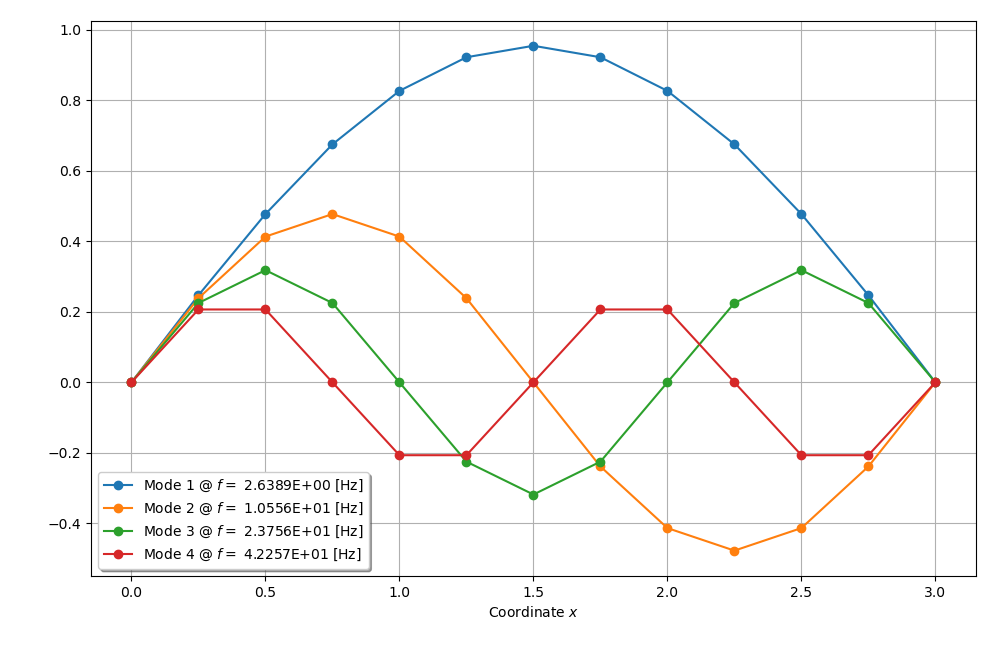 1.0
0.8
0.6
0.4
0.2
0.0
−0.2
−0.4
Mode 1 @ f = 2.6389E+00 [Hz]
Mode 2 @ f = 1.0556E+01 [Hz]
Mode 3 @ f = 2.3756E+01 [Hz]
Mode 4 @ f = 4.2257E+01 [Hz]
0.0 0.5 1.0 1.5 2.0 2.5 3.0
Coordinate x